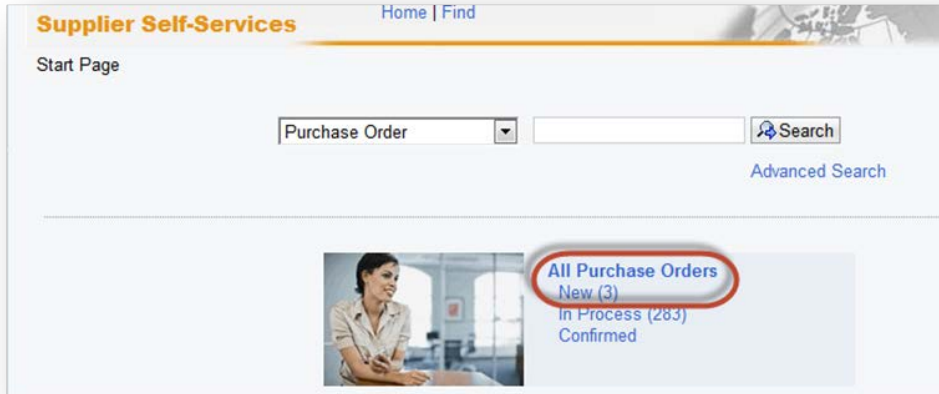 Home | Find
Supplier Self-Services
Start Page
Purchase Order Search
Advanced Search
All Purchase Orders
New (3)
In Process (283)
Confirmed